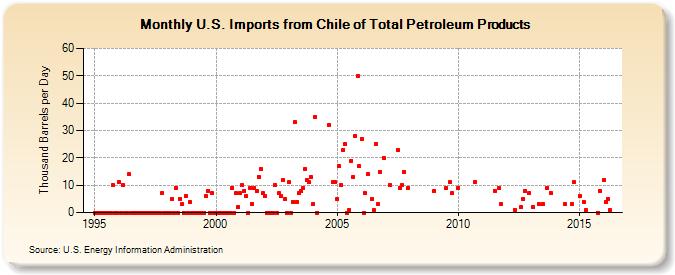 Monthly U.S. Imports from Chile of Total Petroleum Products
Thousand Barrels per Day
60
50
40
30
20
10
0
1995 2000 2005 2010 2015
Source: U.S. Energy Information Administration